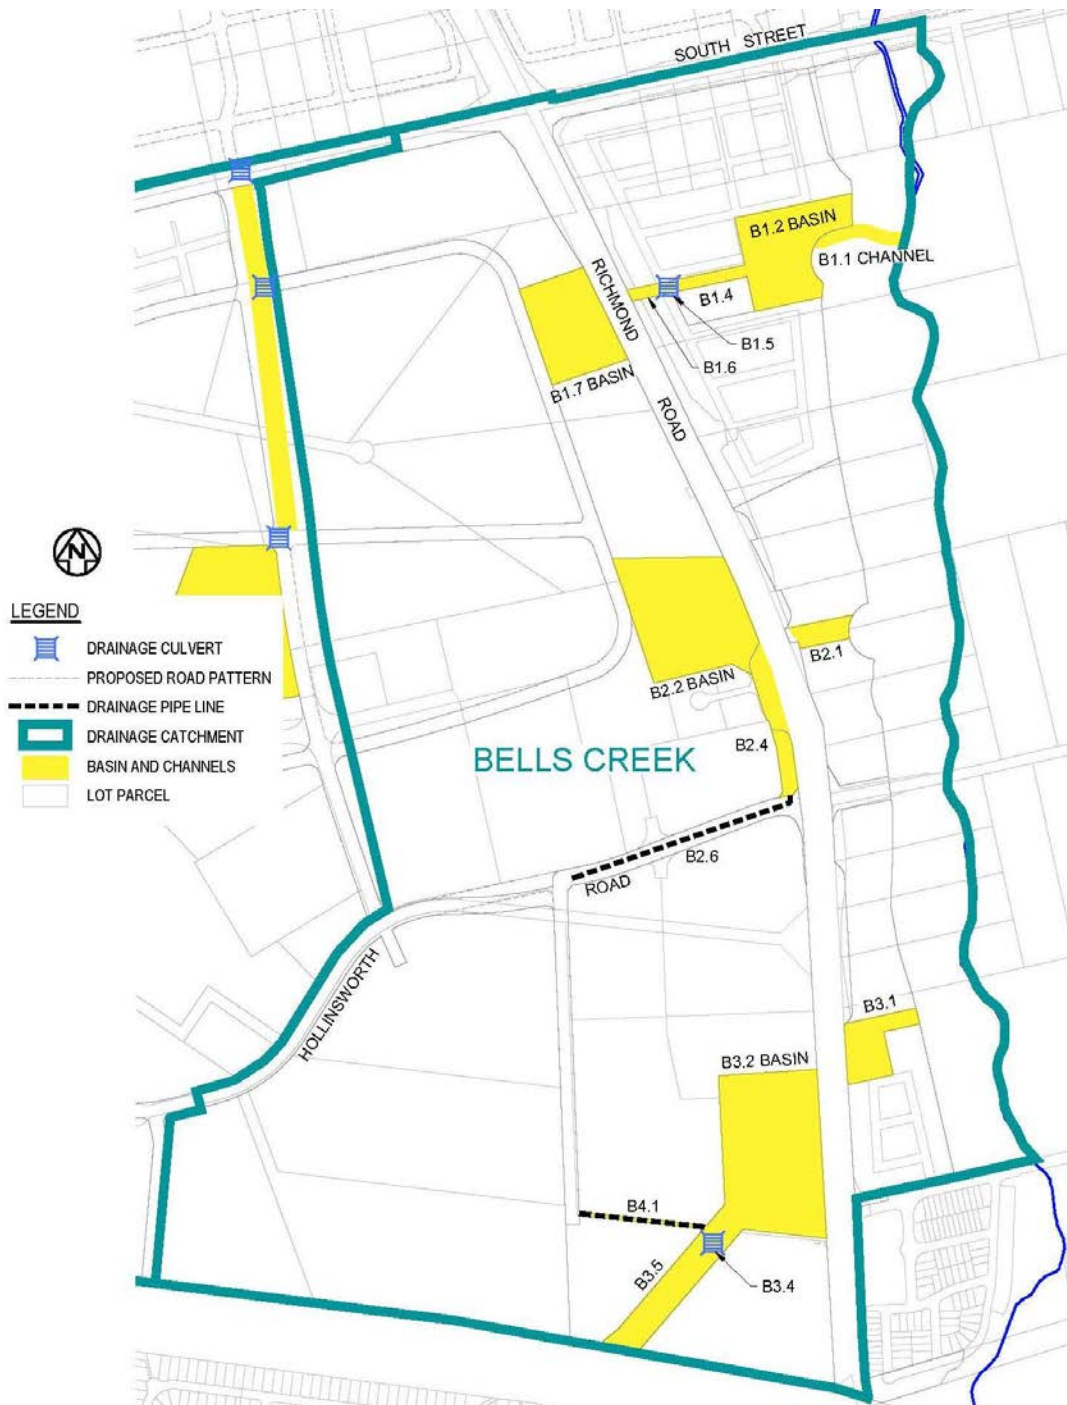 SOUTH STREET
B1.2 BASIN
B1.1 CHANNEL
RICHMOND
B1.4
B1.5
B1.6
B1.7 BASIN
ROAD
N
LEGEND
DRAINAGE CULVERT
PROPOSED ROAD PATTERN
DRAINAGE PIPE LINE
DRAINAGE CATCHMENT
BASIN AND CHANNELS
LOT PARCEL
B2.1
B2.2 BASIN
B2.4
BELLS CREEK
B2.6
ROAD
HOLLINSWORTH
B3.1
B3.2 BASIN
B4.1
B3.5
B3.4